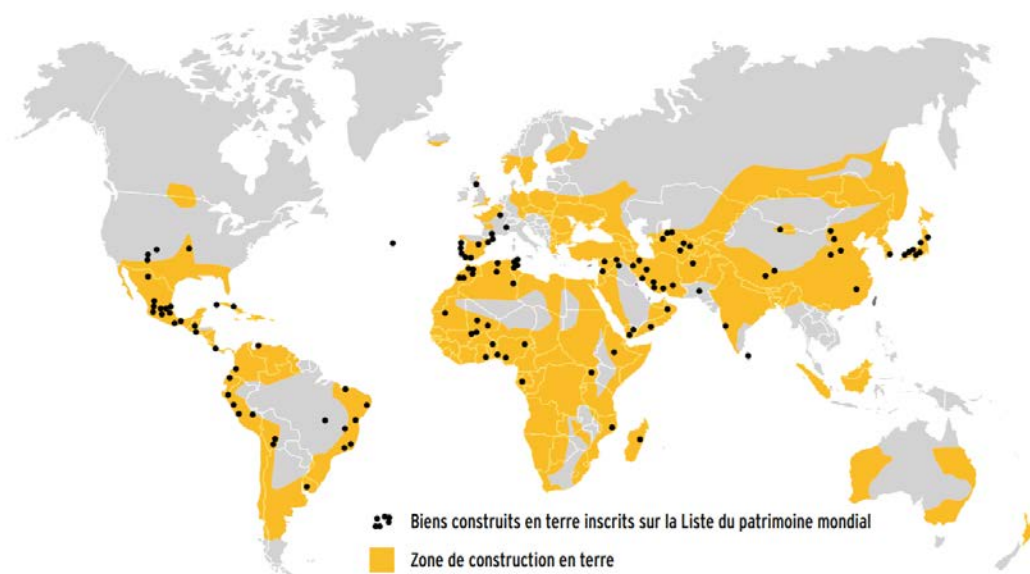 Biens construits en terre inscrits sur la Liste du patrimoine mondial
Zone de construction en terre